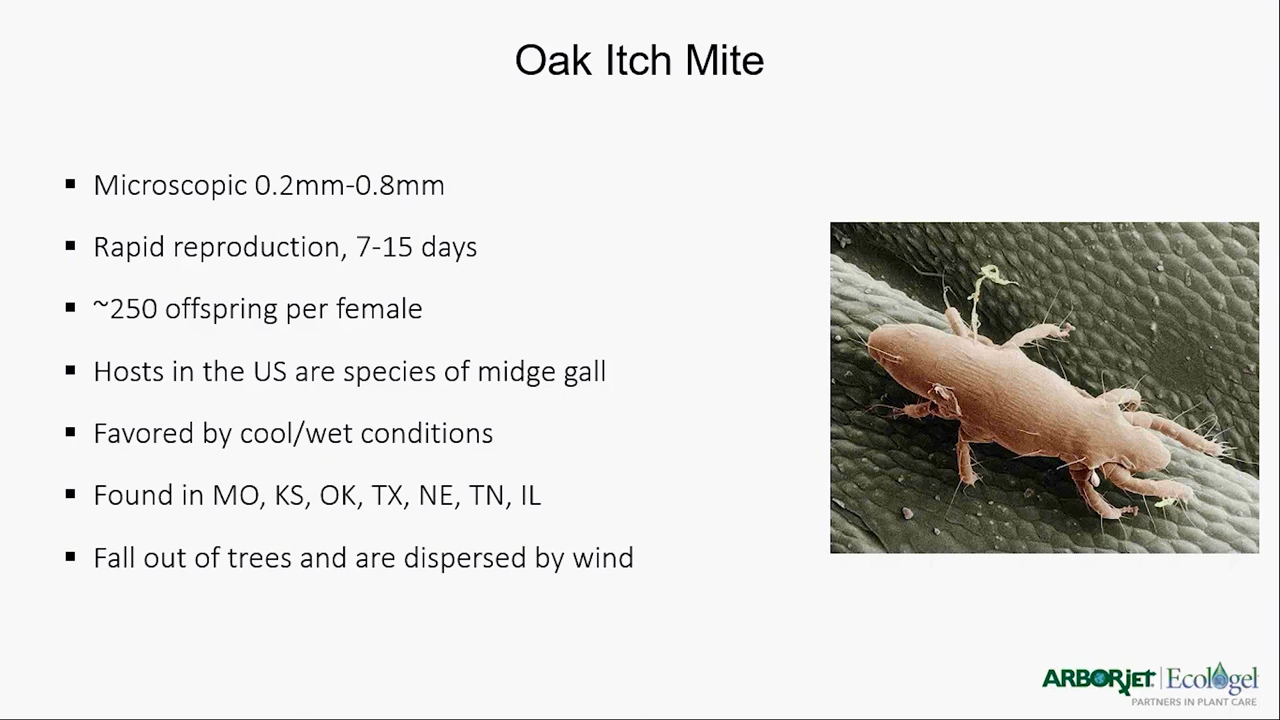 Oak Itch Mite
▪ Microscopic 0.2mm-0.8mm
▪ Rapid reproduction, 7-15 days
▪ ~250 offspring per female
▪ Hosts in the US are species of midge gall
▪ Favored by cool/wet conditions
▪ Found in MO, KS, OK, TX, NE, TN, IL
▪ Fall out of trees and are dispersed by wind
ARBORjet | Ecologel
PARTNERS IN PLANT CARE